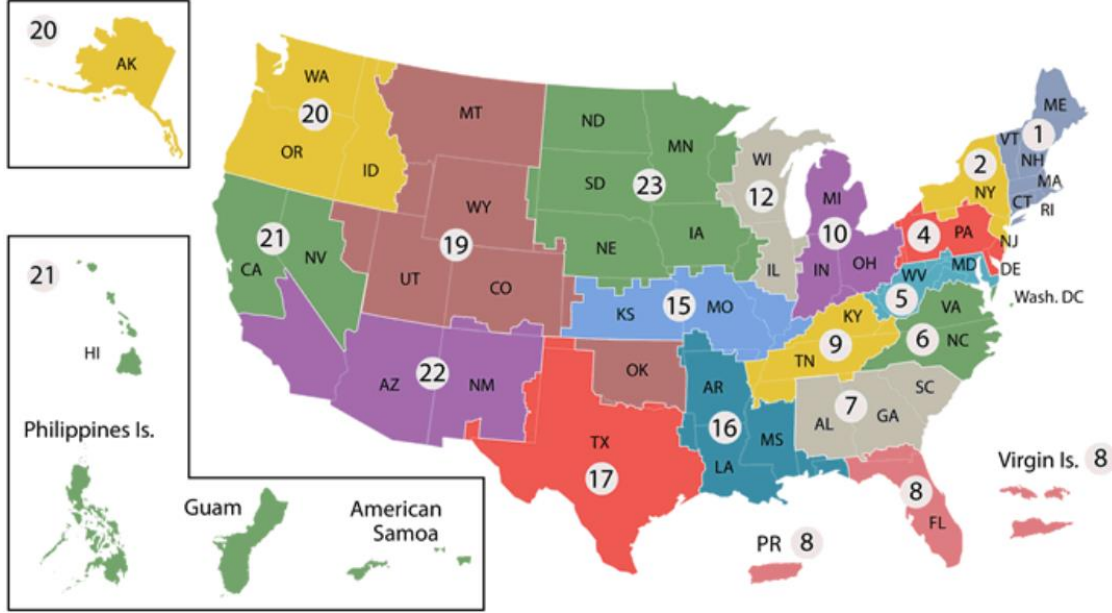 20
AK
WA
20
OR
ID
MT
WY
19
UT
CO
ND
MN
SD
23
NE
IA
WI
12
IL
MI
10
IN
OH
ME
VT
1
NH
MA
CT
RI
2
NY
4
PA
NJ
MD
DE
WV
5
Wash. DC
VA
6
NC
21
CA
NV
KS
15
MO
KY
9
TN
AZ
22
NM
OK
AR
16
MS
LA
TX
17
SC
7
AL
GA
8
FL
Virgin Is. 8
PR 8
21
HI
Philippines Is.
Guam
American
Samoa